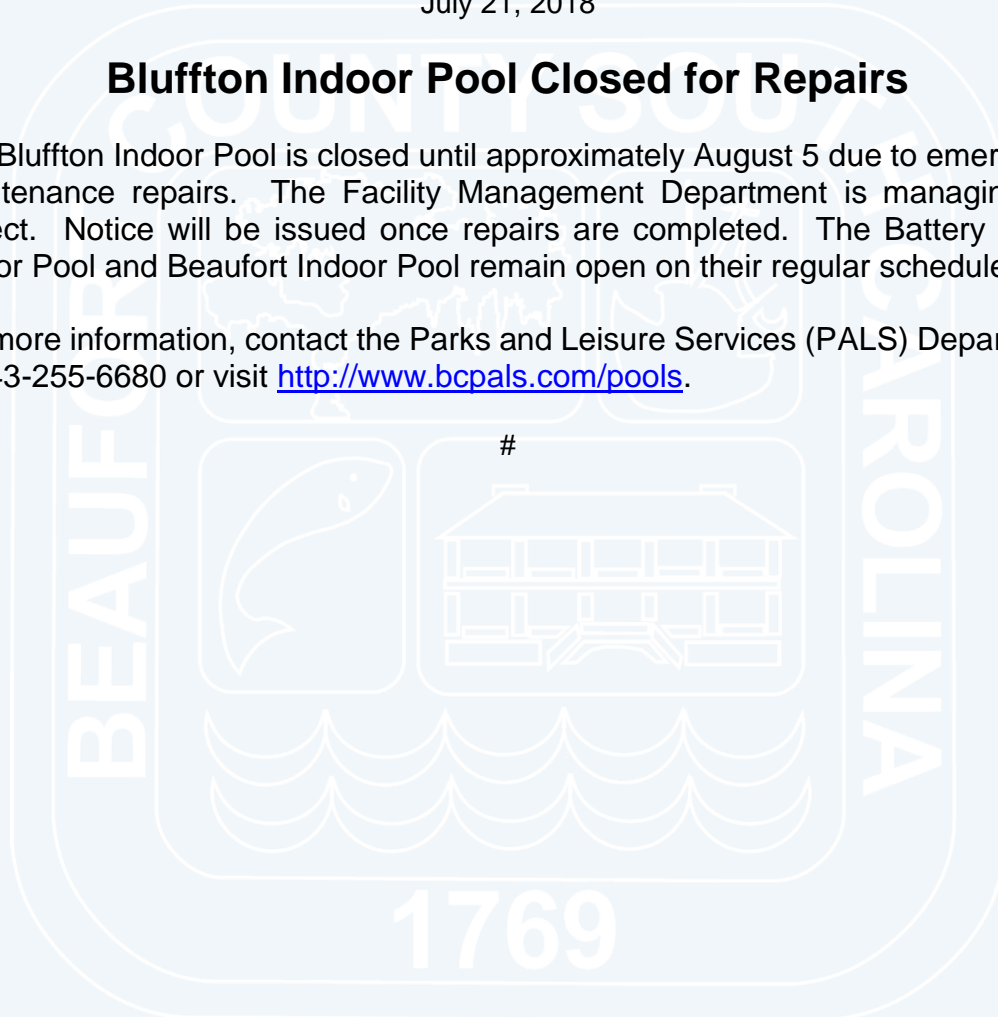 July 21, 2018
Bluffton Indoor Pool Closed for Repairs
Bluffton Indoor Pool is closed until approximately August 5 due to emer
tenance repairs. The Facility Management Department is managin
ect. Notice will be issued once repairs are completed. The Battery
or Pool and Beaufort Indoor Pool remain open on their regular schedule
more information, contact the Parks and Leisure Services (PALS) Depar
3-255-6680 or visit http://www.bcpals.com/pools.
#
BEAUFOR
COUNTY SOUTH
CAROLINA
1769